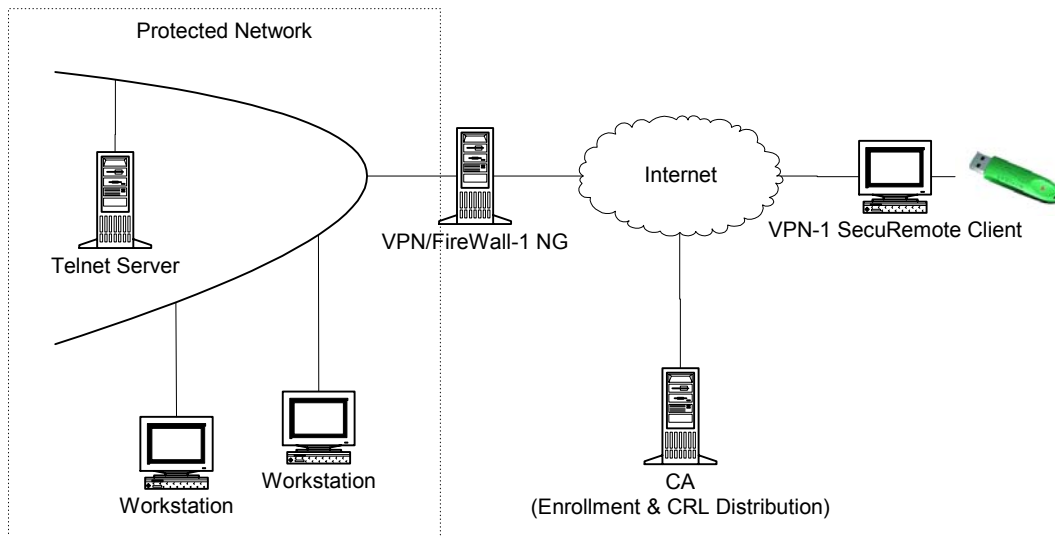 Protected Network
Internet
Telnet Server
VPN/FireWall-1 NG
VPN-1 SecuRemote Client
Workstation
Workstation
CA
(Enrollment & CRL Distribution)